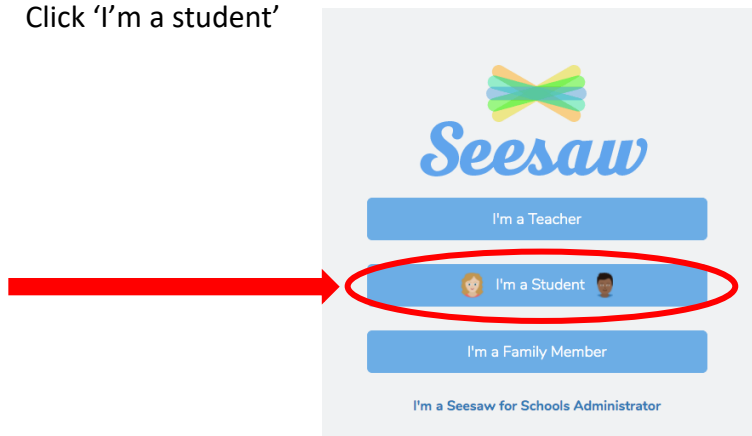 Click ‘I’m a student’
Seesaw
I'm a Teacher
I'm a Student
I'm a Family Member
I'm a Seesaw for Schools Administrator